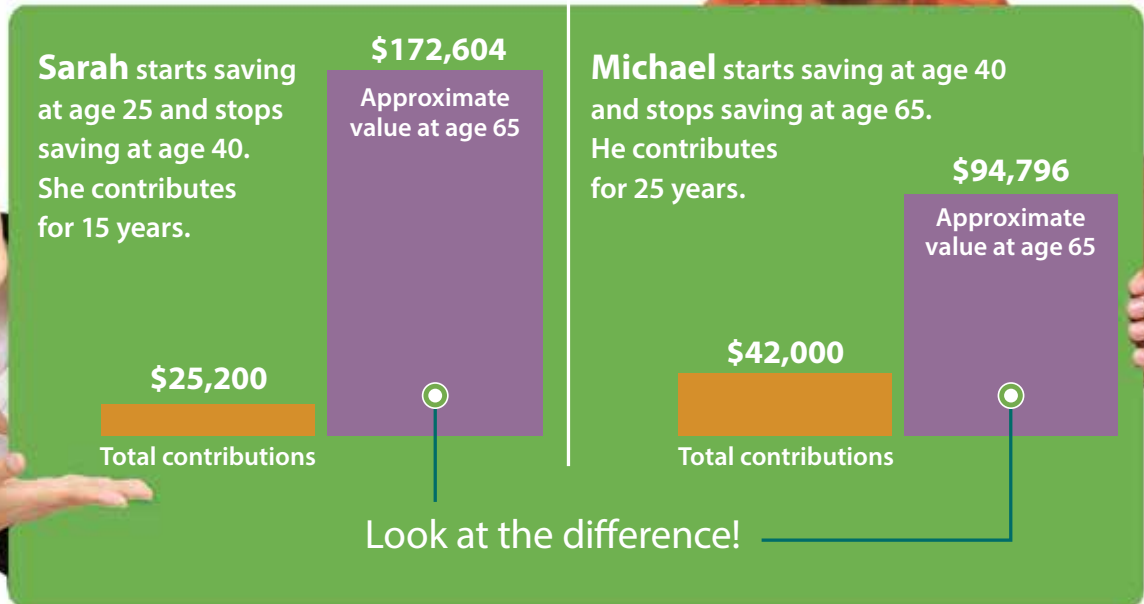 Sarah starts saving
at age 25 and stops
saving at age 40.
She contributes
for 15 years.
$172,604
Approximate
value at age 65
$25,200
Total contributions
Michael starts saving at age 40
and stops saving at age 65.
He contributes
for 25 years.
$94,796
Approximate
value at age 65
$42,000
Total contributions
Look at the difference!